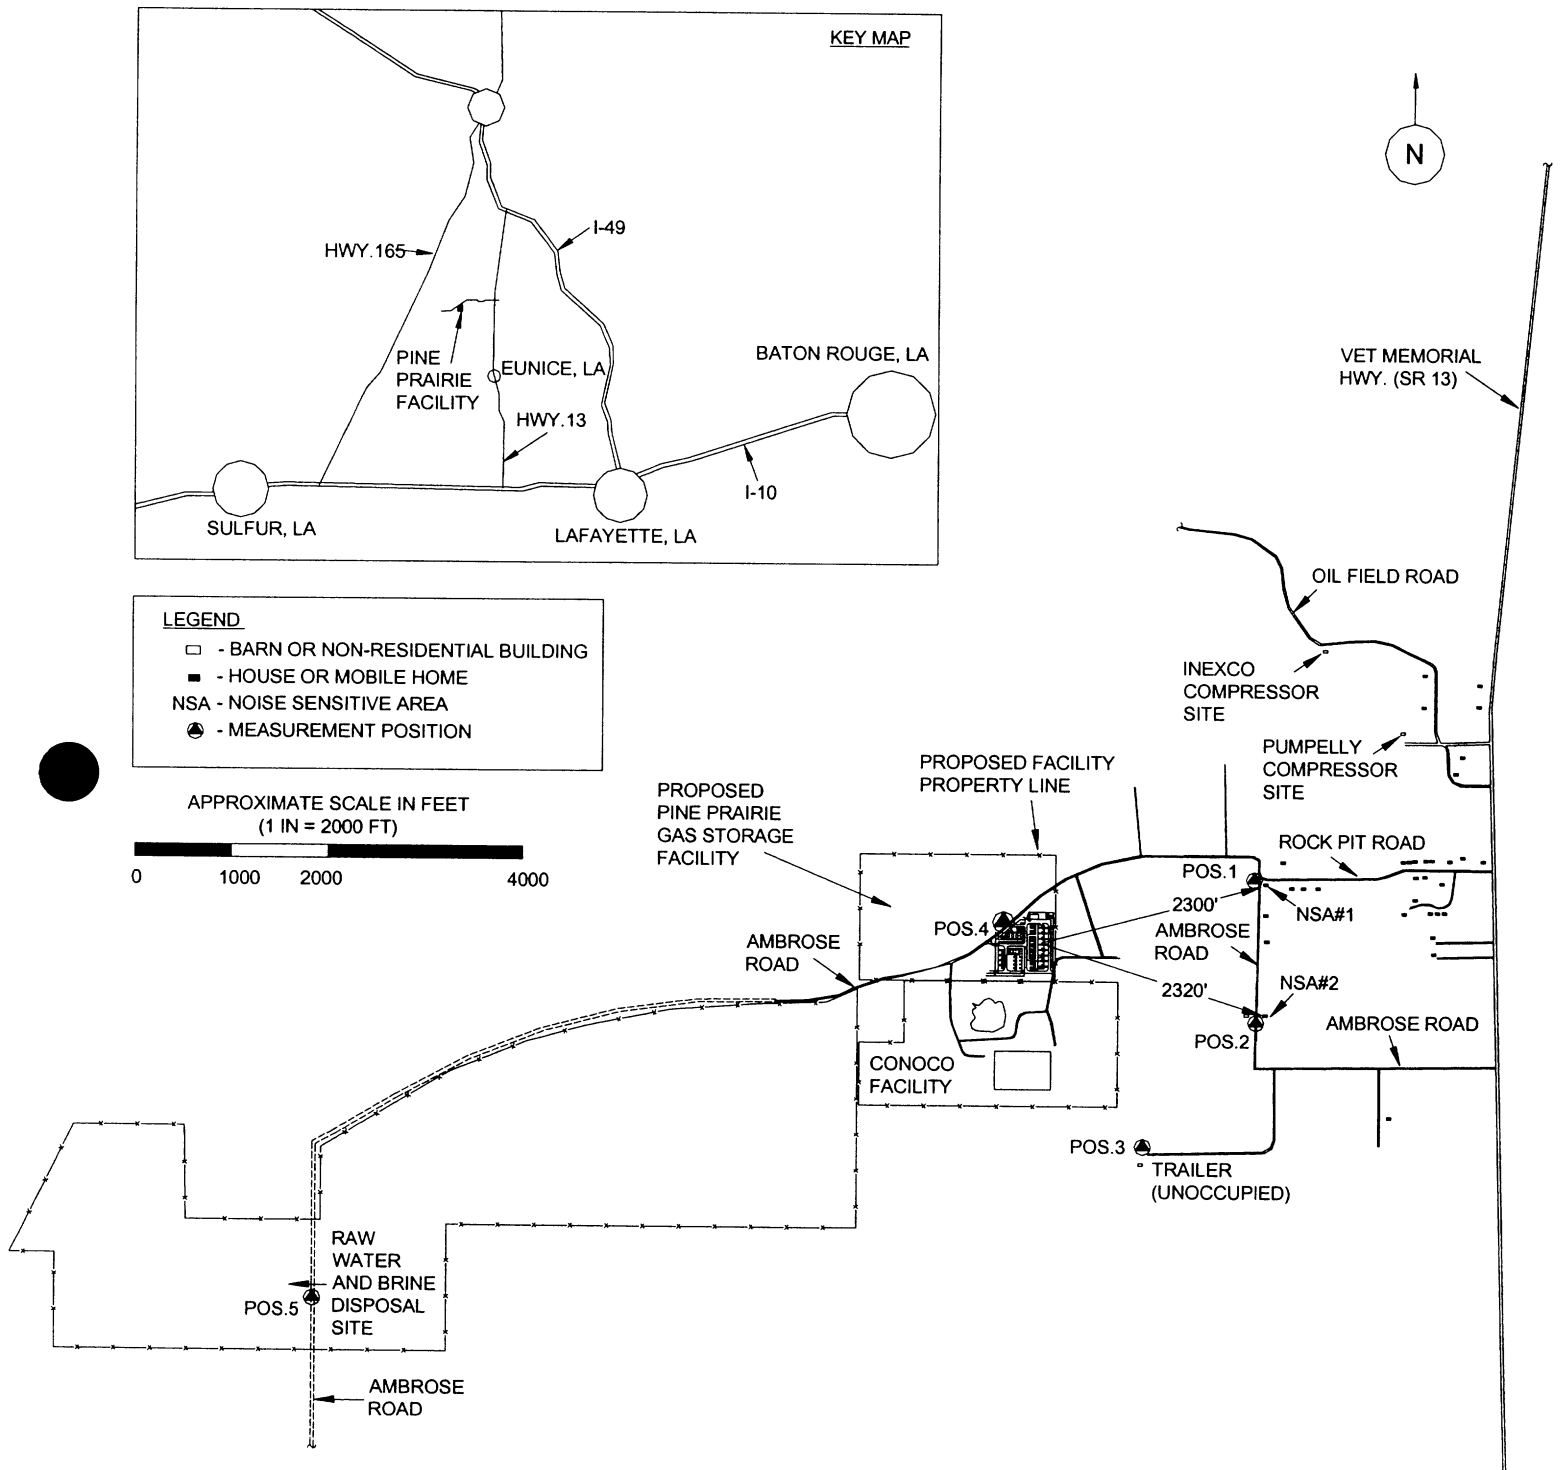 KEY MAP
N
I-49
HWY.165
PINE
PRAIRIE
FACILITY
EUNICE, LA
BATON ROUGE, LA
HWY.13
I-10
SULFUR, LA
LAFAYETTE, LA
VET MEMORIAL
HWY. (SR 13)
LEGEND
- BARN OR NON-RESIDENTIAL BUILDING
- HOUSE OR MOBILE HOME
NSA - NOISE SENSITIVE AREA
- MEASUREMENT POSITION
APPROXIMATE SCALE IN FEET
(1 IN = 2000 FT)
0 1000 2000 4000
OIL FIELD ROAD
INEXCO
COMPRESSOR
SITE
PUMPELLY
COMPRESSOR
SITE
PROPOSED FACILITY
PROPERTY LINE
PROPOSED
PINE PRAIRIE
GAS STORAGE
FACILITY
ROCK PIT ROAD
POS.1
2300'
NSA#1
POS.4
AMBROSE
ROAD
AMBROSE
ROAD
2320'
NSA#2
POS.2
AMBROSE ROAD
CONOCO
FACILITY
POS.3
TRAILER
(UNOCCUPIED)
RAW
WATER
AND BRINE
DISPOSAL
SITE
POS.5
AMBROSE
ROAD